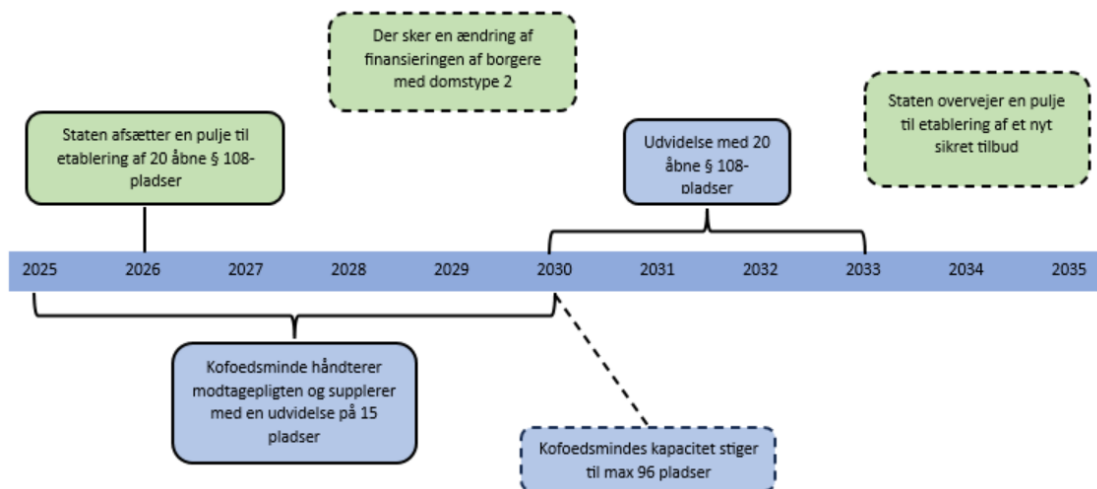 Der sker en ændring af
finansieringen af borgere
med domstype 2
Staten afsætter en pulje til
etablering af 20 åbne § 108-
pladser
Udvidelse med 20
åbne § 108-
pladser
Staten overvejer en pulje
til etablering af et nyt
sikret tilbud
2025 2026 2027 2028 2029 2030 2031 2032 2033 2034 2035
Kofoedsminde håndterer
modtagepligten og supplerer
med en udvidelse på 15
pladser
Kofoedsmindes kapacitet stiger
til max 96 pladser